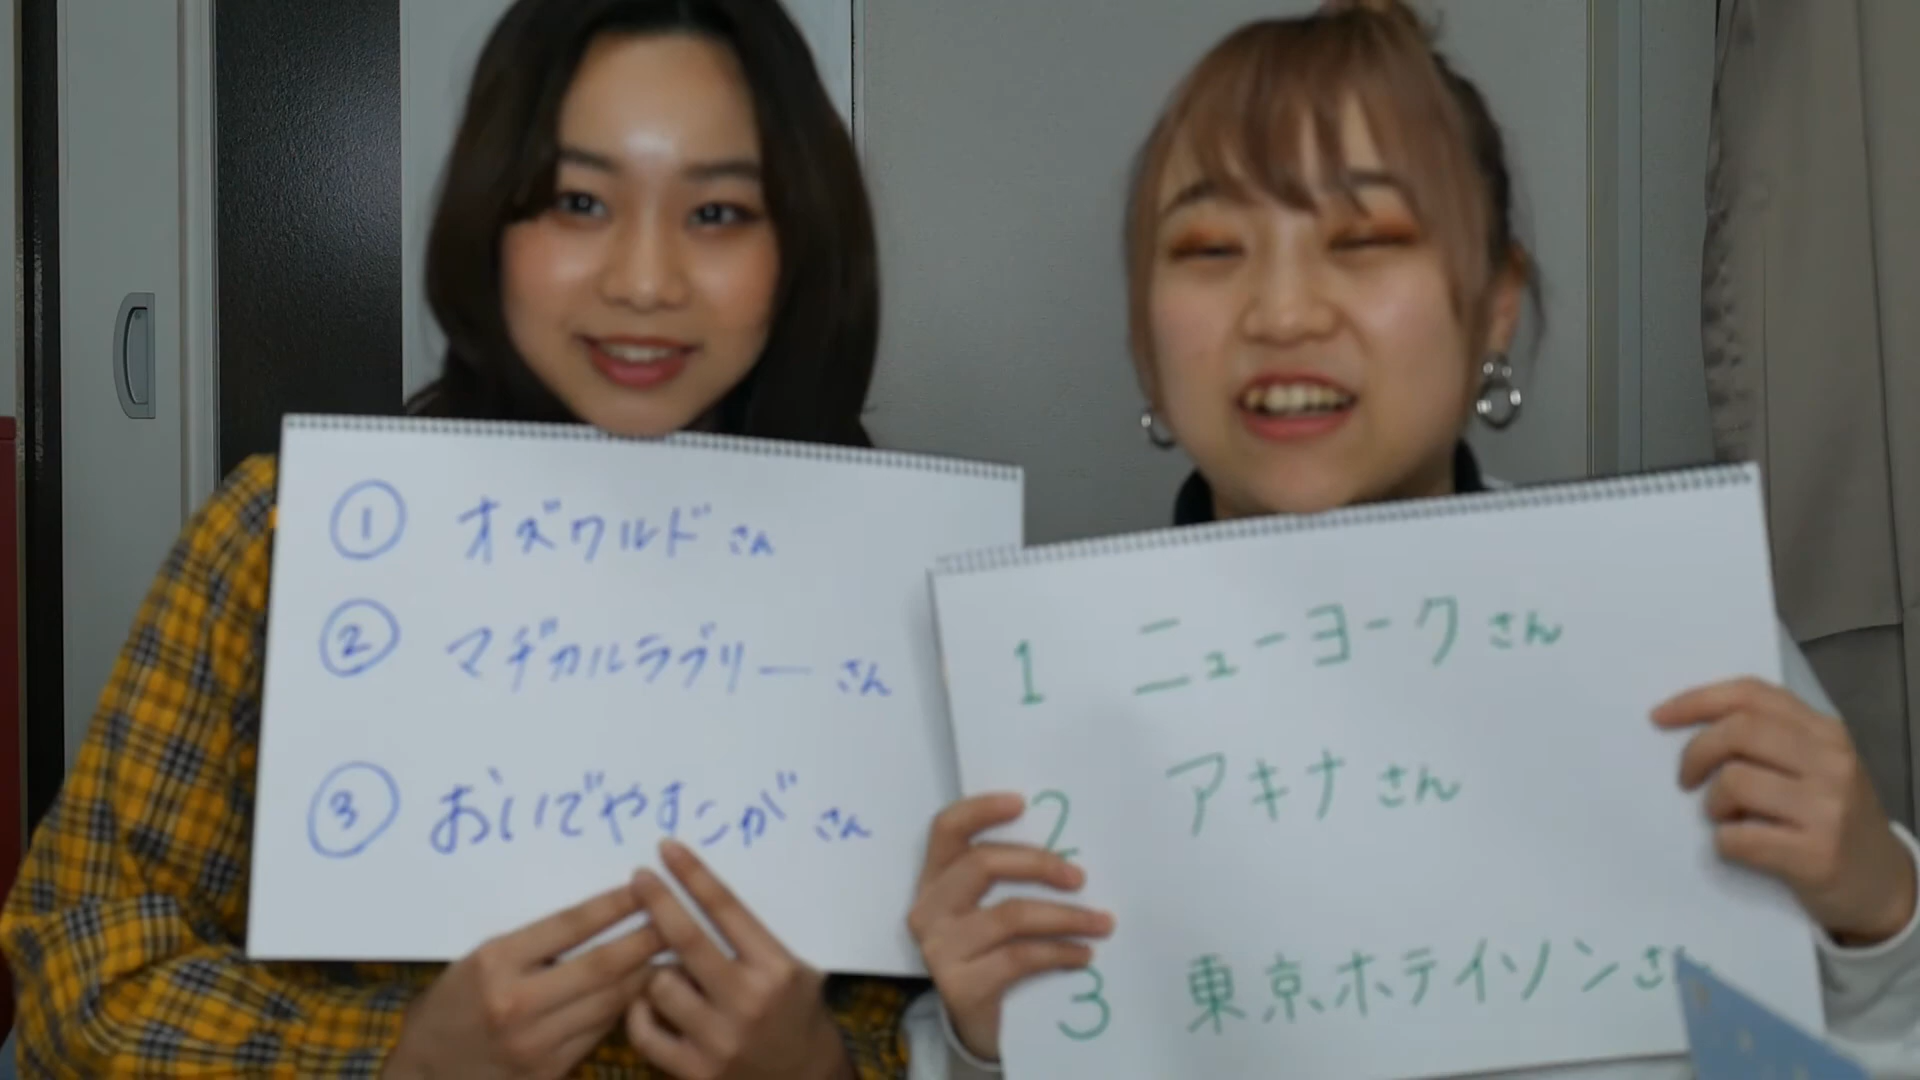 ① オズワルドさん
② マヂカルラブリーさん
③ おいでやすこがさん
1 ニューヨークさん
2 アキナさん
3 東京ホテイソンさん